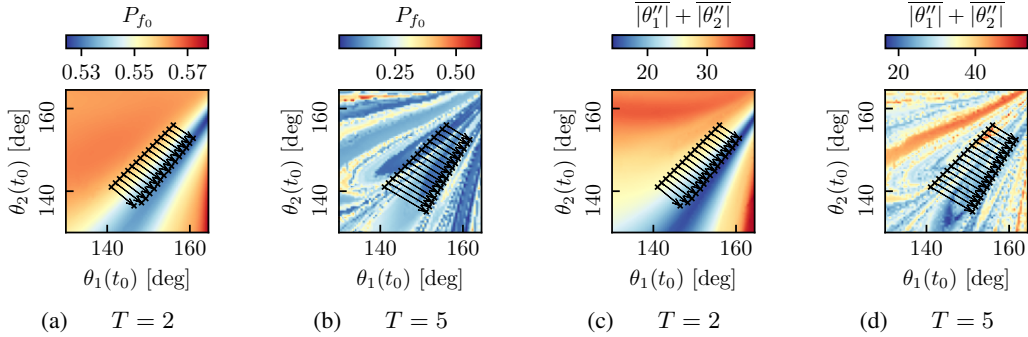 P_{f_0}
0.53 0.55 0.57
θ_2(t_0) [deg]
160
140
140 160
θ_1(t_0) [deg]
(a) T = 2
P_{f_0}
0.25 0.50
θ_2(t_0) [deg]
160
140
140 160
θ_1(t_0) [deg]
(b) T = 5
\overline{|θ_1''|} + \overline{|θ_2''|}
20 30
θ_2(t_0) [deg]
160
140
140 160
θ_1(t_0) [deg]
(c) T = 2
\overline{|θ_1''|} + \overline{|θ_2''|}
20 40
θ_2(t_0) [deg]
160
140
140 160
θ_1(t_0) [deg]
(d) T = 5